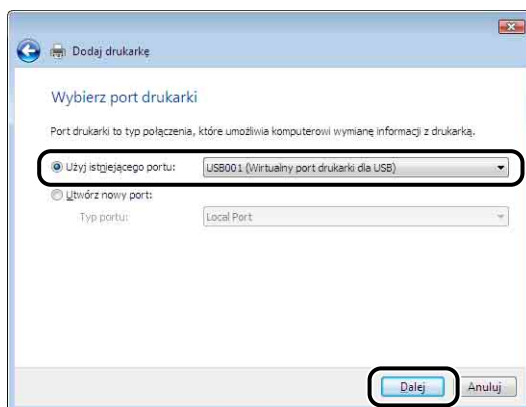 Dodaj drukarkę
Wybierz port drukarki
Port drukarki to typ połączenia, które umożliwia komputerowi wymianę informacji z drukarką.
Użyj istniejącego portu: USB001 (Wirtualny port drukarki dla USB)
Utwórz nowy port:
Typ portu: Local Port
Dalej Anuluj